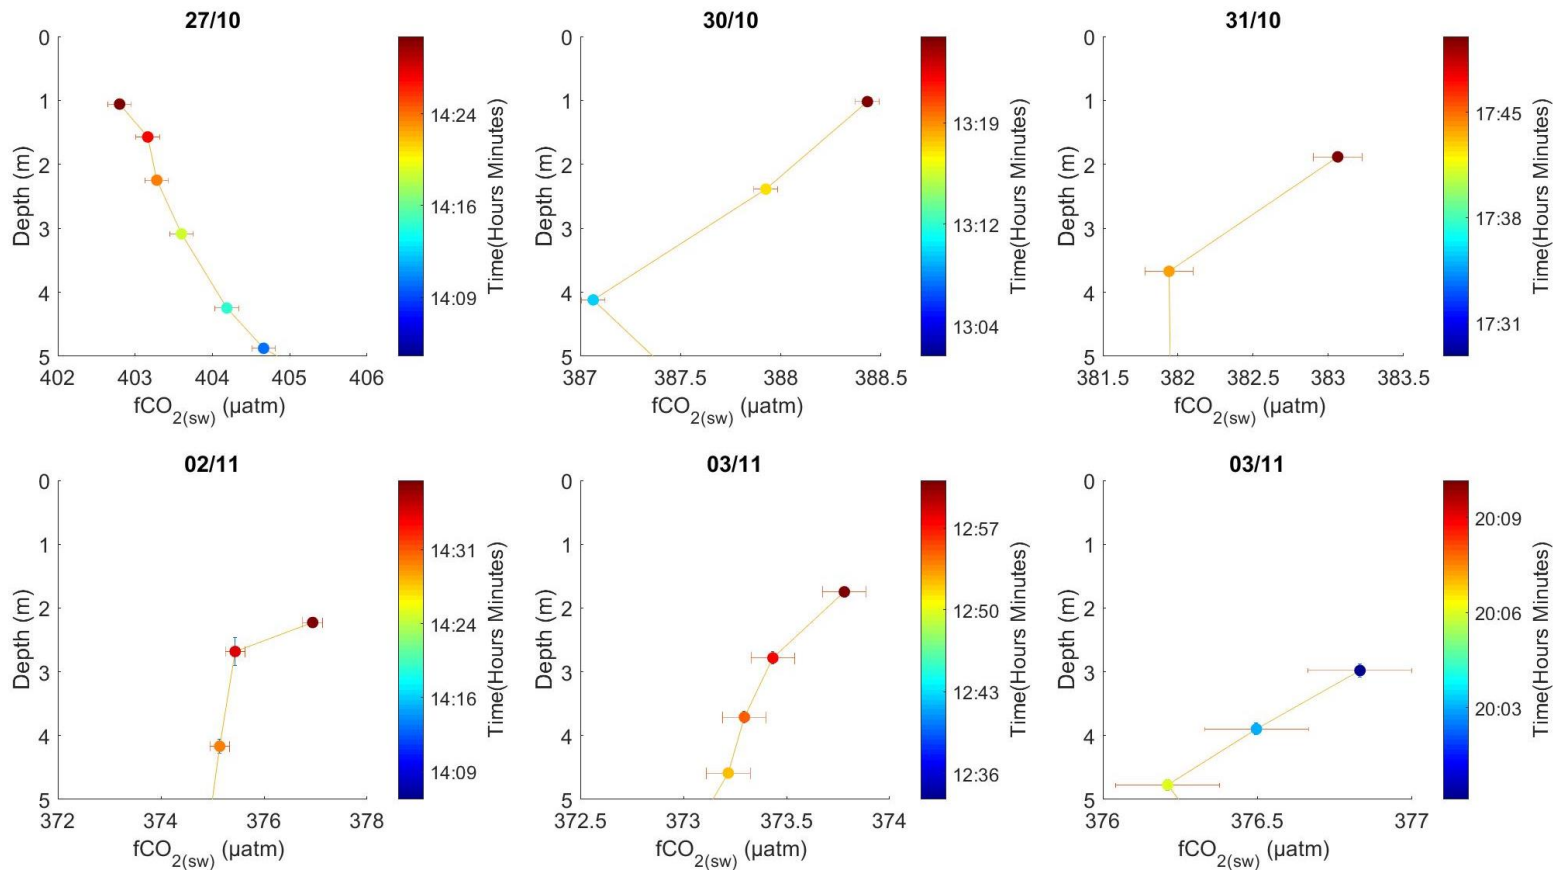 27/10
0
1
2
3
4
5
Depth (m)
402 403 404 405 406
fCO2(sw) (µatm)
14:24
14:16
14:09
Time(Hours Minutes)
30/10
0
1
2
3
4
5
Depth (m)
387 387.5 388 388.5
fCO2(sw) (µatm)
13:19
13:12
13:04
Time(Hours Minutes)
31/10
0
1
2
3
4
5
Depth (m)
381.5 382 382.5 383 383.5
fCO2(sw) (µatm)
17:45
17:38
17:31
Time(Hours Minutes)
02/11
0
1
2
3
4
5
Depth (m)
372 374 376 378
fCO2(sw) (µatm)
14:31
14:24
14:16
14:09
Time(Hours Minutes)
03/11
0
1
2
3
4
5
Depth (m)
372.5 373 373.5 374
fCO2(sw) (µatm)
12:57
12:50
12:43
12:36
Time(Hours Minutes)
03/11
0
1
2
3
4
5
Depth (m)
376 376.5 377
fCO2(sw) (µatm)
20:09
20:06
20:03
Time(Hours Minutes)